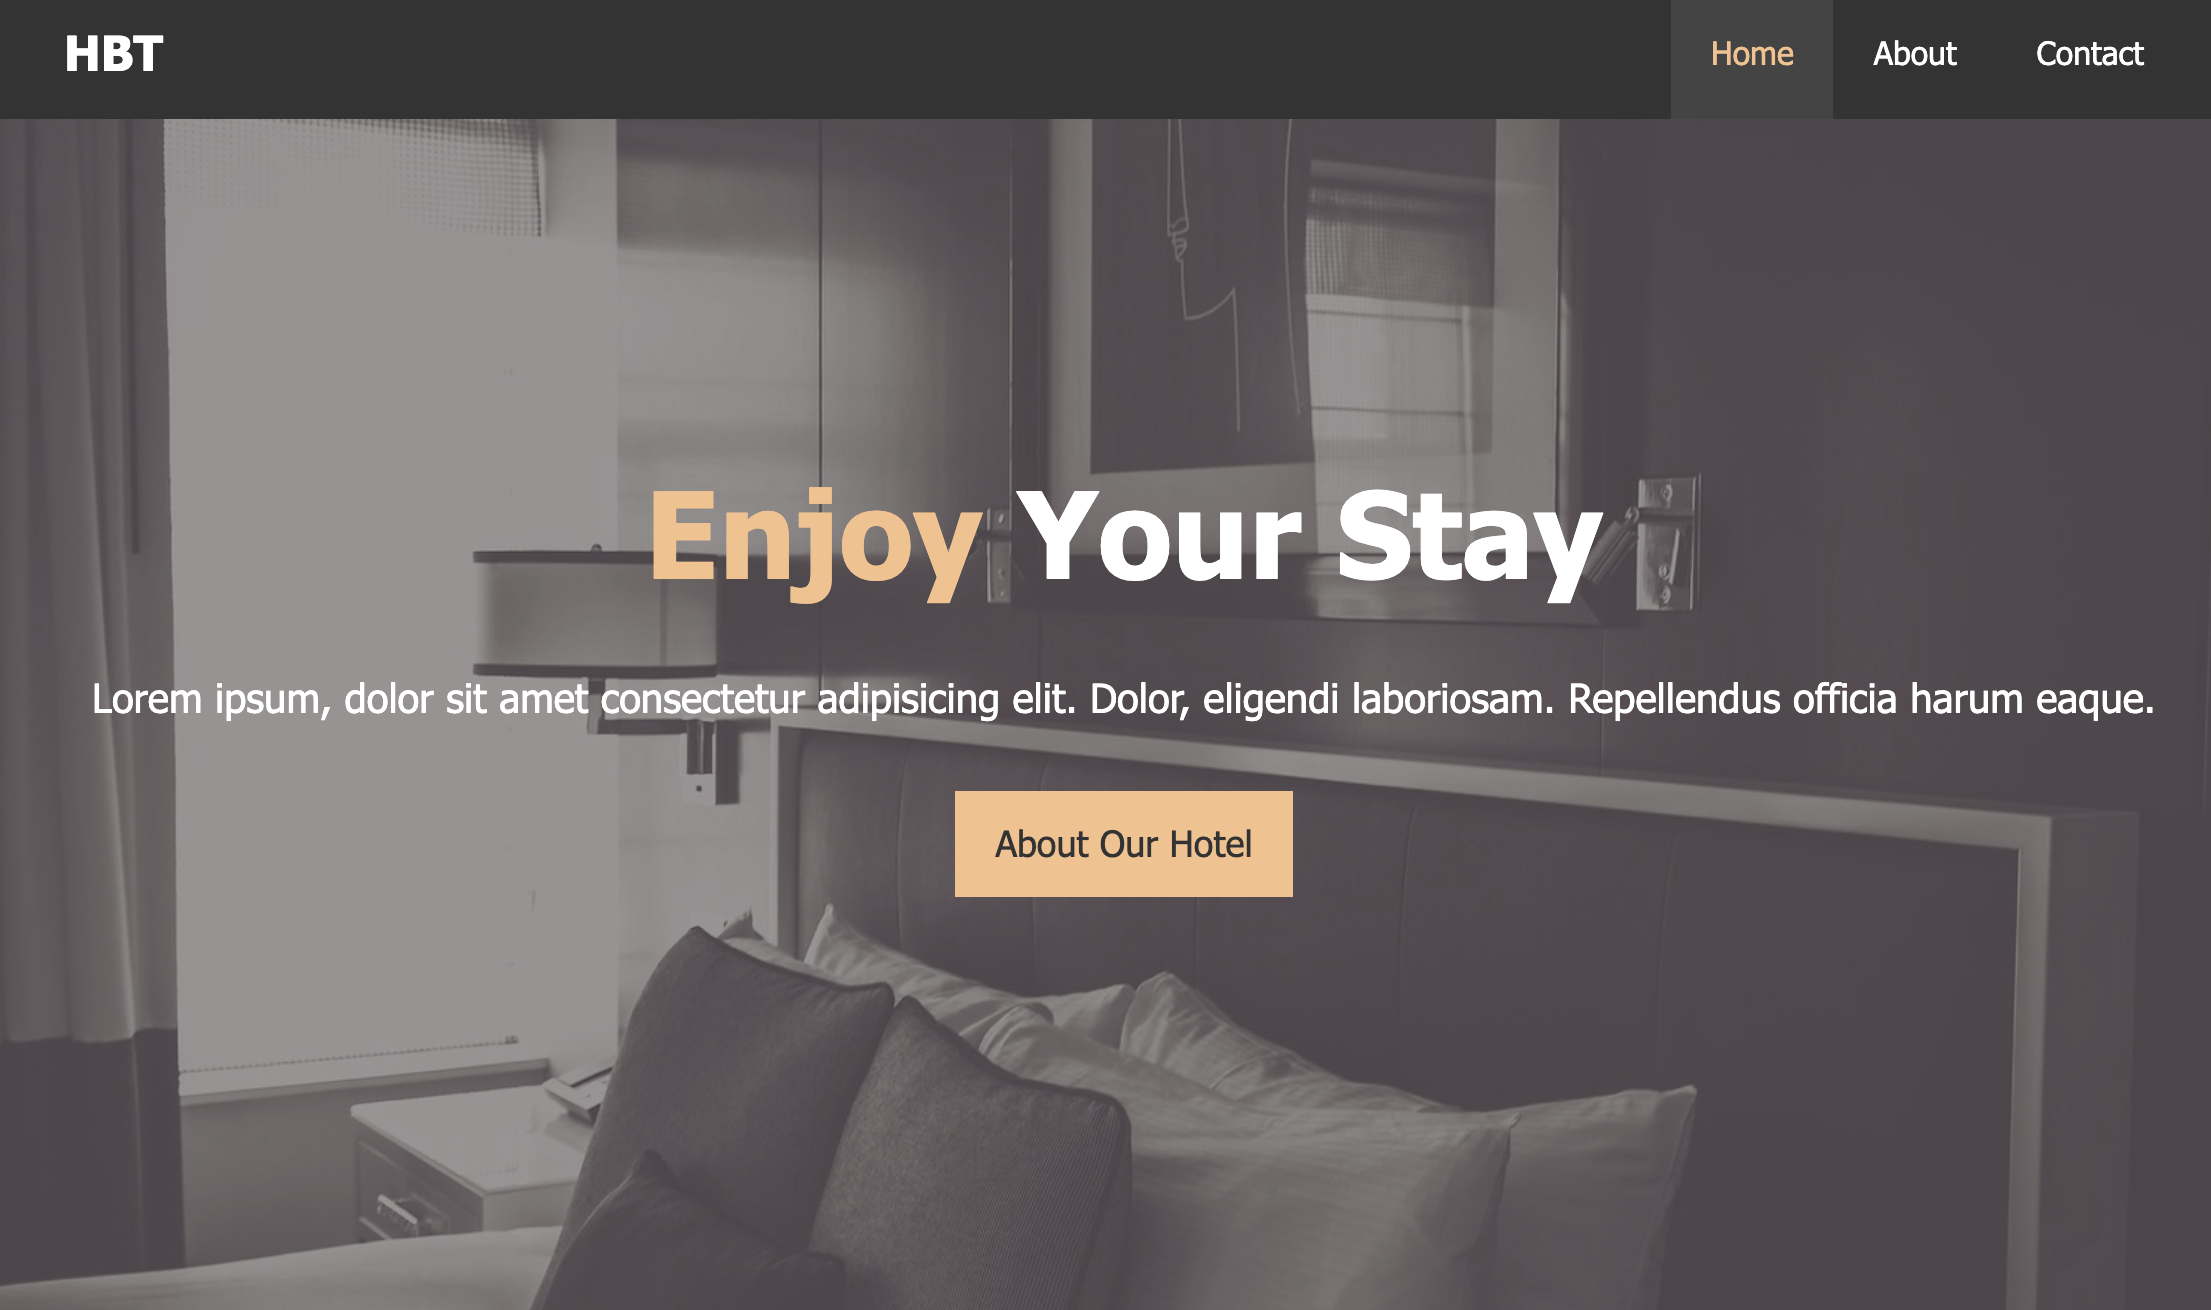 HBT
Home
About
Contact
Enjoy Your Stay
Lorem ipsum, dolor sit amet consectetur adipisicing elit. Dolor, eligendi laboriosam. Repellendus officia harum eaque.
About Our Hotel